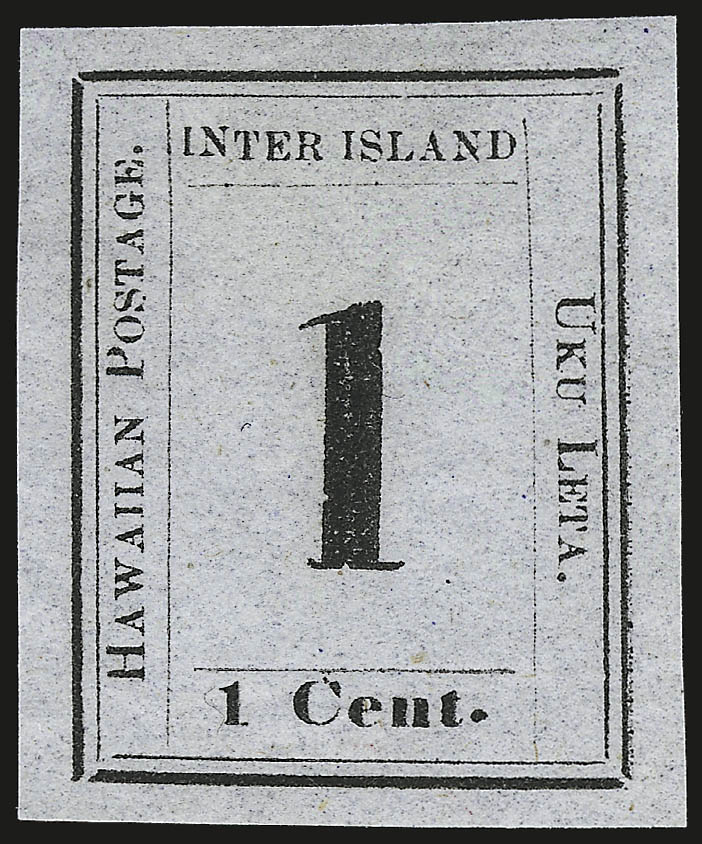 INTER ISLAND
HAWAIIAN POSTAGE.
1
UKU LETA.
1 Cent.